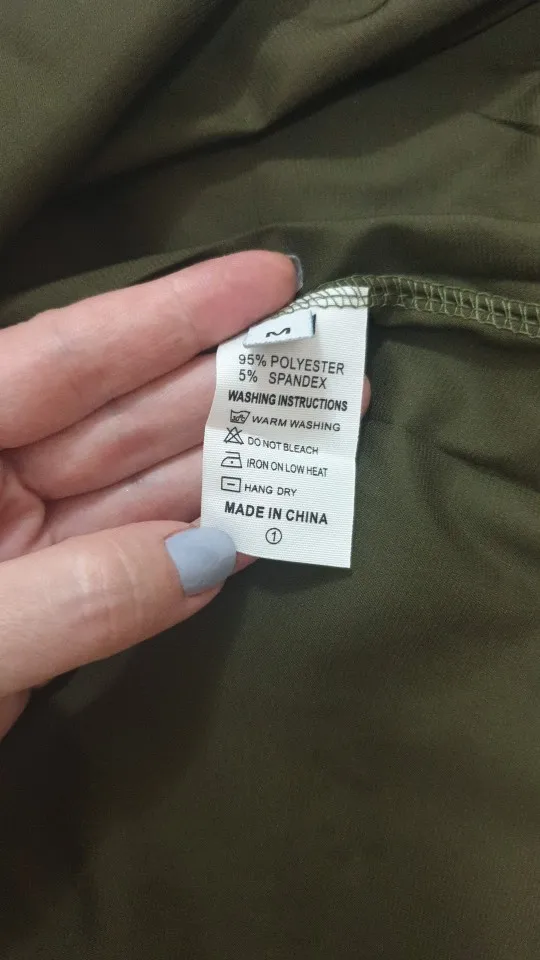 M
95% POLYESTER
5% SPANDEX
WASHING INSTRUCTIONS
WARM WASHING
DO NOT BLEACH
IRON ON LOW HEAT
HANG DRY
MADE IN CHINA
①